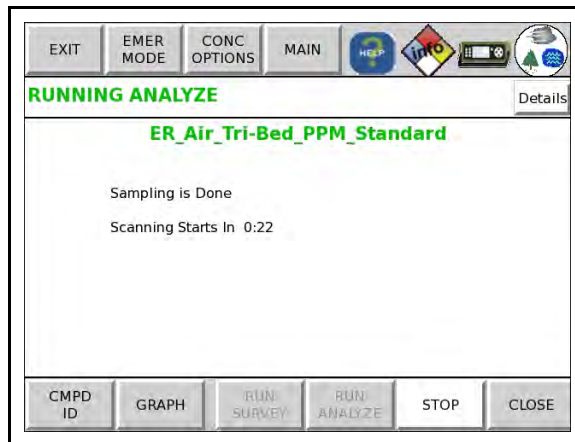 EXIT
EMER
MODE
CONC
OPTIONS
MAIN
HELP
info
RUNNING ANALYZE
Details
ER_Air_Tri-Bed_PPM_Standard
Sampling is Done
Scanning Starts In 0:22
CMPD
ID
GRAPH
RUN
SURVEY
RUN
ANALYZE
STOP
CLOSE